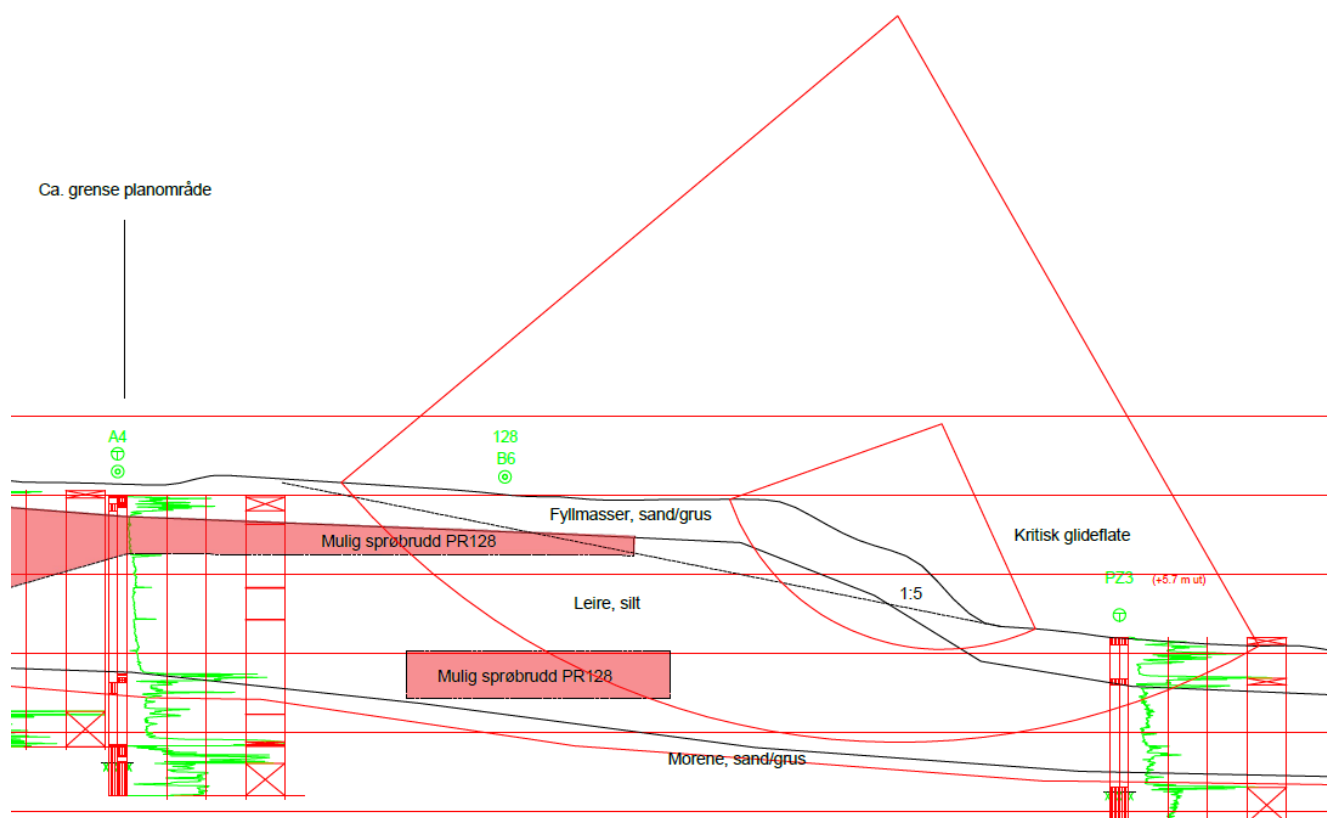 Ca. grense planområde
A4
128
B6
Fyllmasser, sand/grus
Mulig sprøbrudd PR128
Kritisk glideflate
PZ3 (+5.7 m ut)
1:5
Leire, silt
Mulig sprøbrudd PR128
Morene, sand/grus